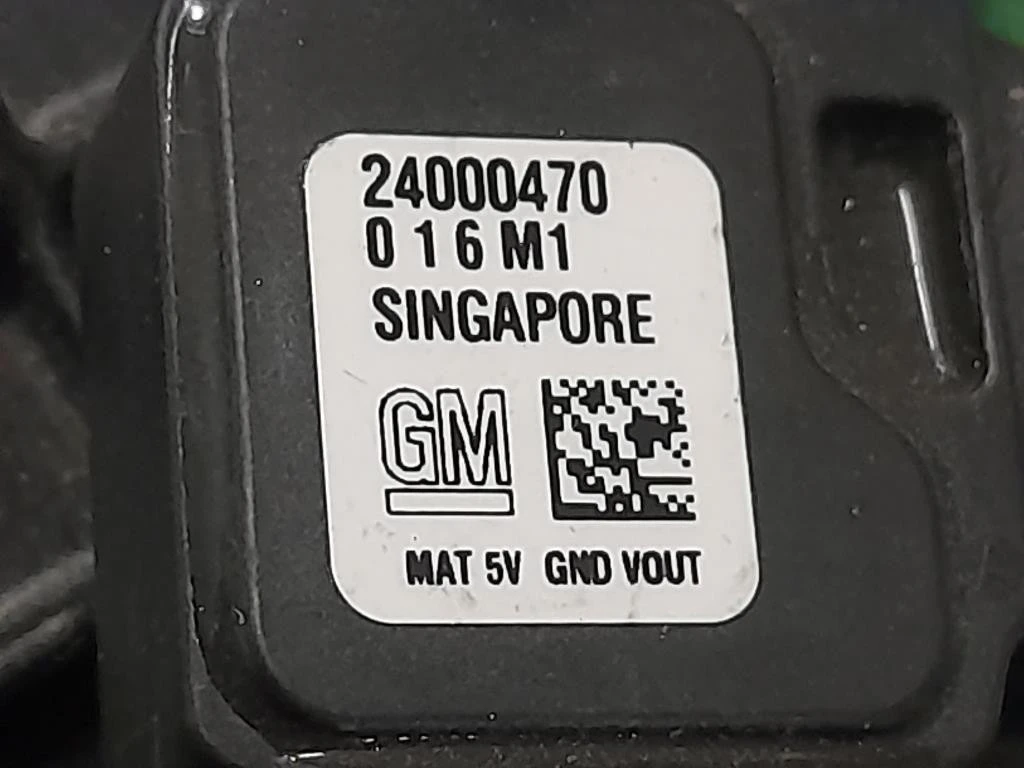 24000470
0 1 6 M1
SINGAPORE
GM
MAT 5V GND VOUT